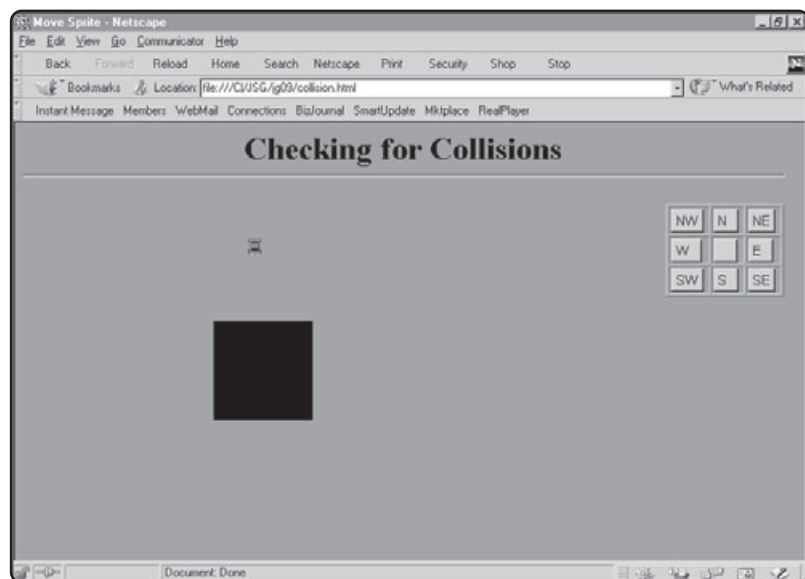 Move Sprite - Netscape
File Edit View Go Communicator Help
Back Forward Reload Home Search Netscape Print Security Shop Stop
Bookmarks Location: file:///C|/JSG/jg09/collision.html What's Related
Instant Message Members WebMail Connections BizJournal SmartUpdate Mktplace RealPlayer
Checking for Collisions
NW N NE
W E
SW S SE
Document: Done